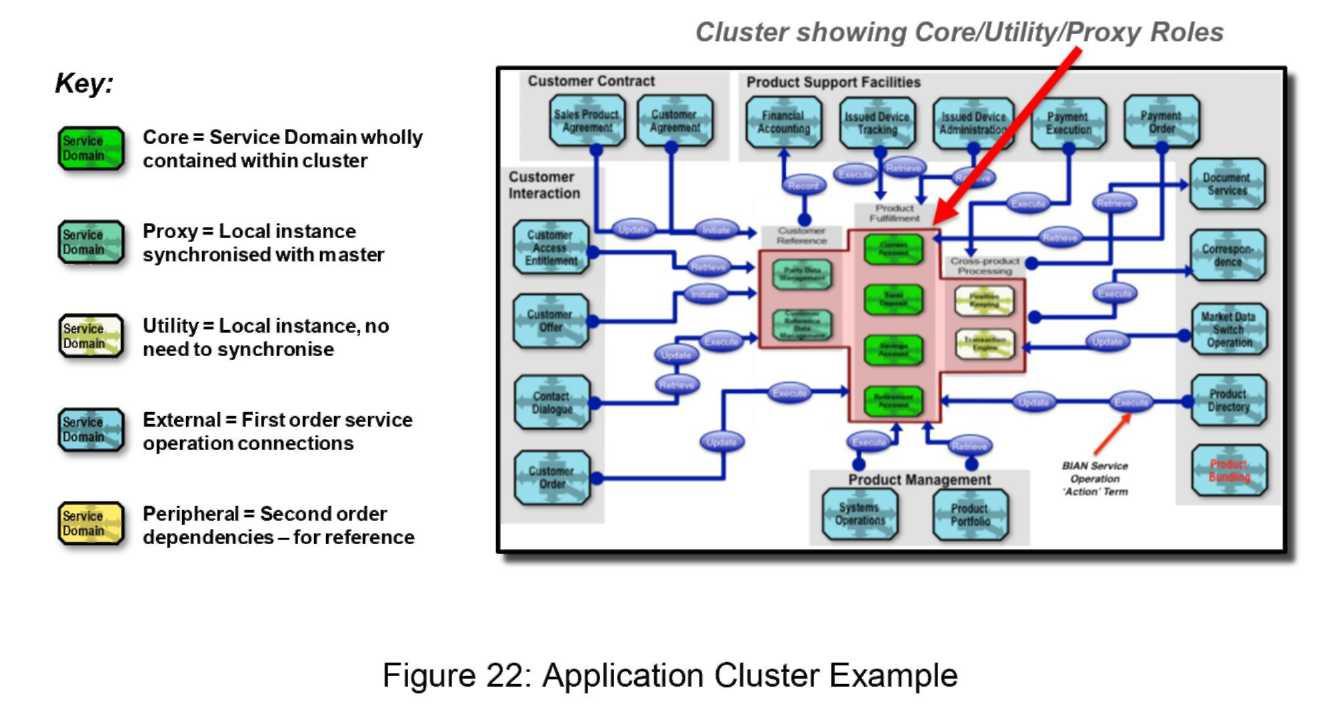 Cluster showing Core/Utility/Proxy Roles
Key:
Service
Domain
Core = Service Domain wholly
contained within cluster
Service
Domain
Proxy = Local instance
synchronised with master
Service
Domain
Utility = Local instance, no
need to synchronise
Service
Domain
External = First order service
operation connections
Service
Domain
Peripheral = Second order
dependencies – for reference
Customer Contract
Sales Product
Agreement
Customer
Agreement
Product Support Facilities
Financial
Accounting
Issued Device
Tracking
Issued Device
Administration
Payment
Execution
Payment
Order
Customer
Interaction
Customer
Access
Entitlement
Customer
Offer
Contact
Dialogue
Customer
Order
Record
Execute
Retrieve
Retrieve
Execute
Retrieve
Retrieve
Update
Initiate
Retrieve
Initiate
Update
Execute
Retrieve
Execute
Update
Execute
Update
Update
Execute
Execute
Retrieve
Customer
Reference
Party Data
Management
Customer
Reference
Data
Management
Product
Fulfillment
Current
Account
Savings
Account
Retirement
Account
Cross-product
Processing
Position
Keeping
Transaction
Engine
Document
Services
Correspon-
dence
Market Data
Switch
Operation
Product
Directory
Product
Bundling
BIAN Service
Operation
'Action' Term
Product Management
Systems
Operations
Product
Portfolio
Figure 22: Application Cluster Example